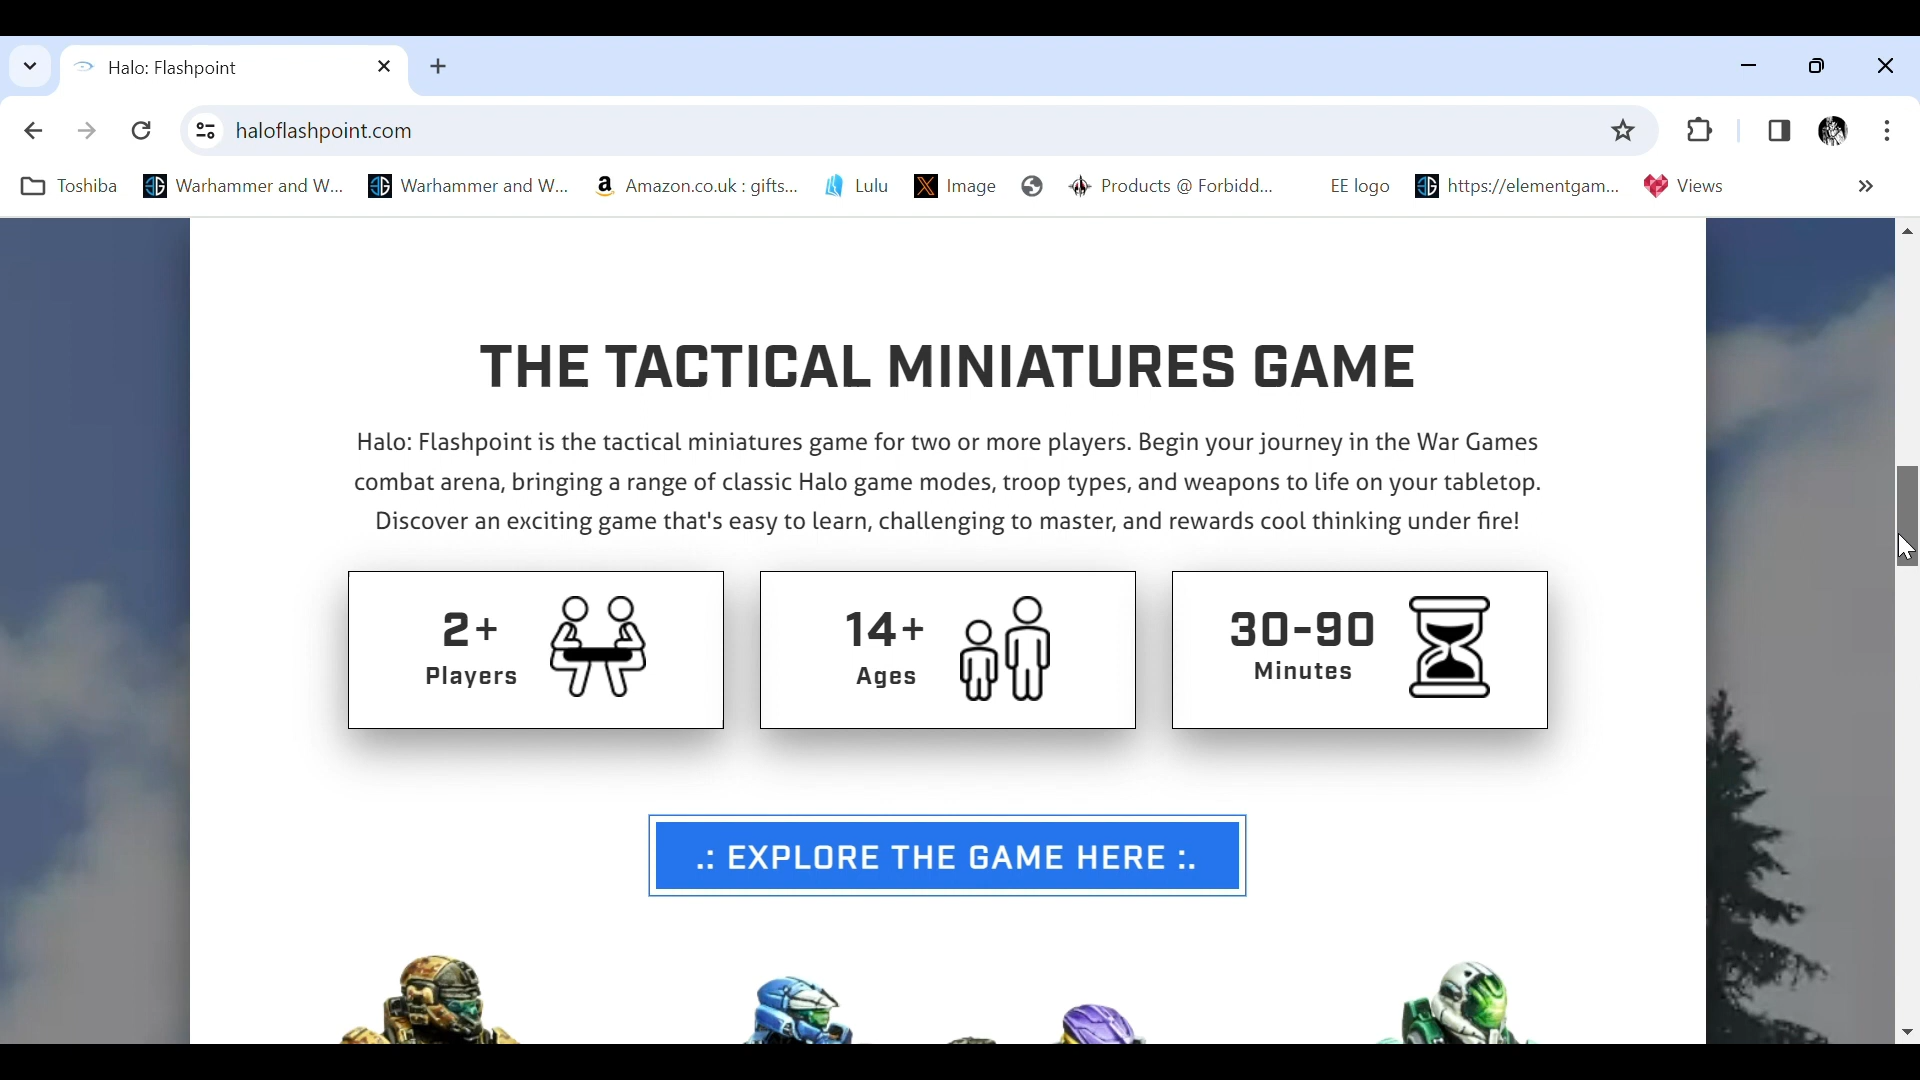 Halo: Flashpoint
haloflashpoint.com
Toshiba Warhammer and W... Warhammer and W... Amazon.co.uk : gifts... Lulu Image Products @ Forbidd... EE logo https://elementgam... Views
THE TACTICAL MINIATURES GAME
Halo: Flashpoint is the tactical miniatures game for two or more players. Begin your journey in the War Games
combat arena, bringing a range of classic Halo game modes, troop types, and weapons to life on your tabletop.
Discover an exciting game that's easy to learn, challenging to master, and rewards cool thinking under fire!
2+
Players
14+
Ages
30-90
Minutes
.: EXPLORE THE GAME HERE :.